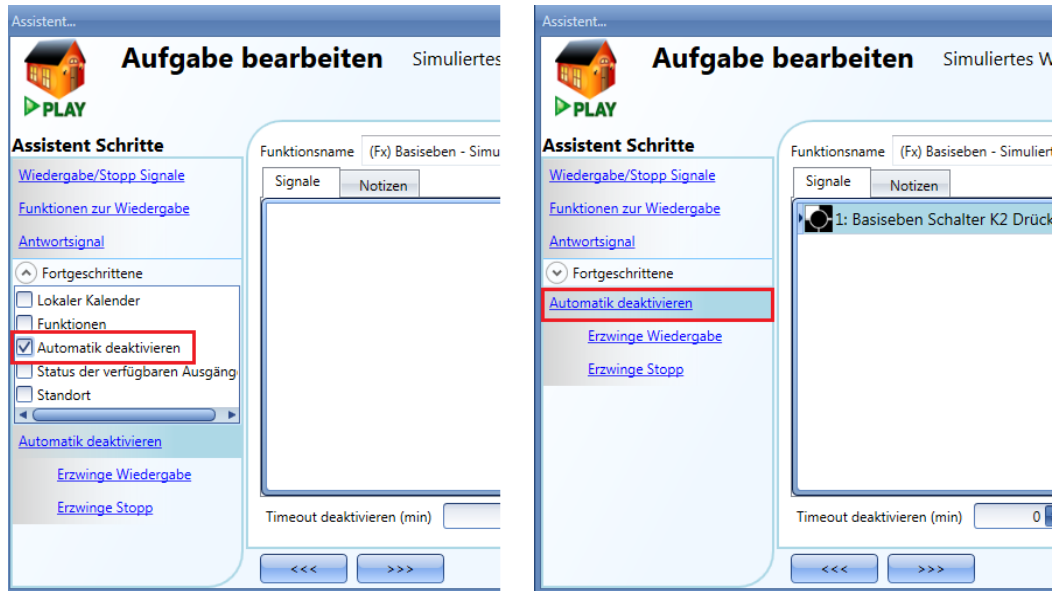 Assistent...
Aufgabe bearbeiten Simuliertes
PLAY
Assistent Schritte
Wiedergabe/Stopp Signale
Funktionen zur Wiedergabe
Antwortsignal
Fortgeschrittene
Lokaler Kalender
Funktionen
Automatik deaktivieren
Status der verfügbaren Ausgäng
Standort
Automatik deaktivieren
Erzwinge Wiedergabe
Erzwinge Stopp
Funktionsname (Fx) Basiseben - Simu
Signale Notizen
Timeout deaktivieren (min)
<<< >>>
Assistent...
Aufgabe bearbeiten Simuliertes W
PLAY
Assistent Schritte
Wiedergabe/Stopp Signale
Funktionen zur Wiedergabe
Antwortsignal
Fortgeschrittene
Automatik deaktivieren
Erzwinge Wiedergabe
Erzwinge Stopp
Funktionsname (Fx) Basiseben - Simuliert
Signale Notizen
1: Basiseben Schalter K2 Drück
Timeout deaktivieren (min) 0
<<< >>>